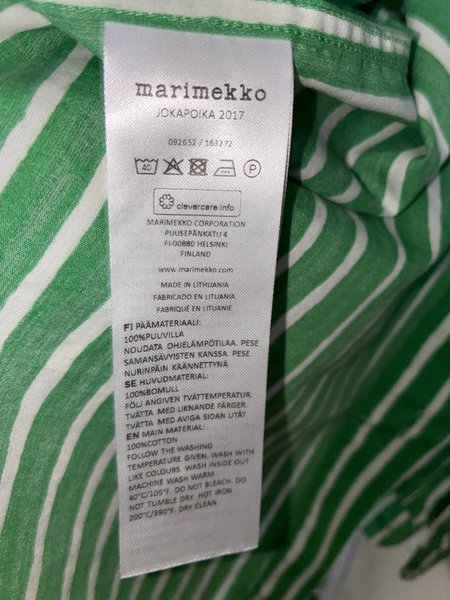 marimekko
JOKAPOIKA 2017
092652 / 163272
40 P
clevercare.info
MARIMEKKO CORPORATION
PUUSEPÄNKATU 4
FI-00880 HELSINKI
FINLAND
www.marimekko.com
MADE IN LITHUANIA
FABRICADO EN LITUANIA
FABRIQUÉ EN LITUANIE
FI PÄÄMATERIAALI:
100%PUUVILLA
NOUDATA OHJELÄMPÖTILAA. PESE
SAMANSÄVYISTEN KANSSA. PESE
NURINPÄIN KÄÄNNETTYNÄ
SE HUVUDMATERIAL:
100%BOMULL
FÖLJ ANGIVEN TVÄTTEMPERATUR.
TVÄTTA MED LIKNANDE FÄRGER.
TVÄTTA MED AVIGA SIDAN UTÅT
EN MAIN MATERIAL:
100%COTTON
FOLLOW THE WASHING
TEMPERATURE GIVEN. WASH WITH
LIKE COLOURS WASH INSIDE OUT
MACHINE WASH WARM
40°C/105°F. DO NOT BLEACH. DO
NOT TUMBLE DRY. HOT IRON
200°C/390°F. DRY CLEAN